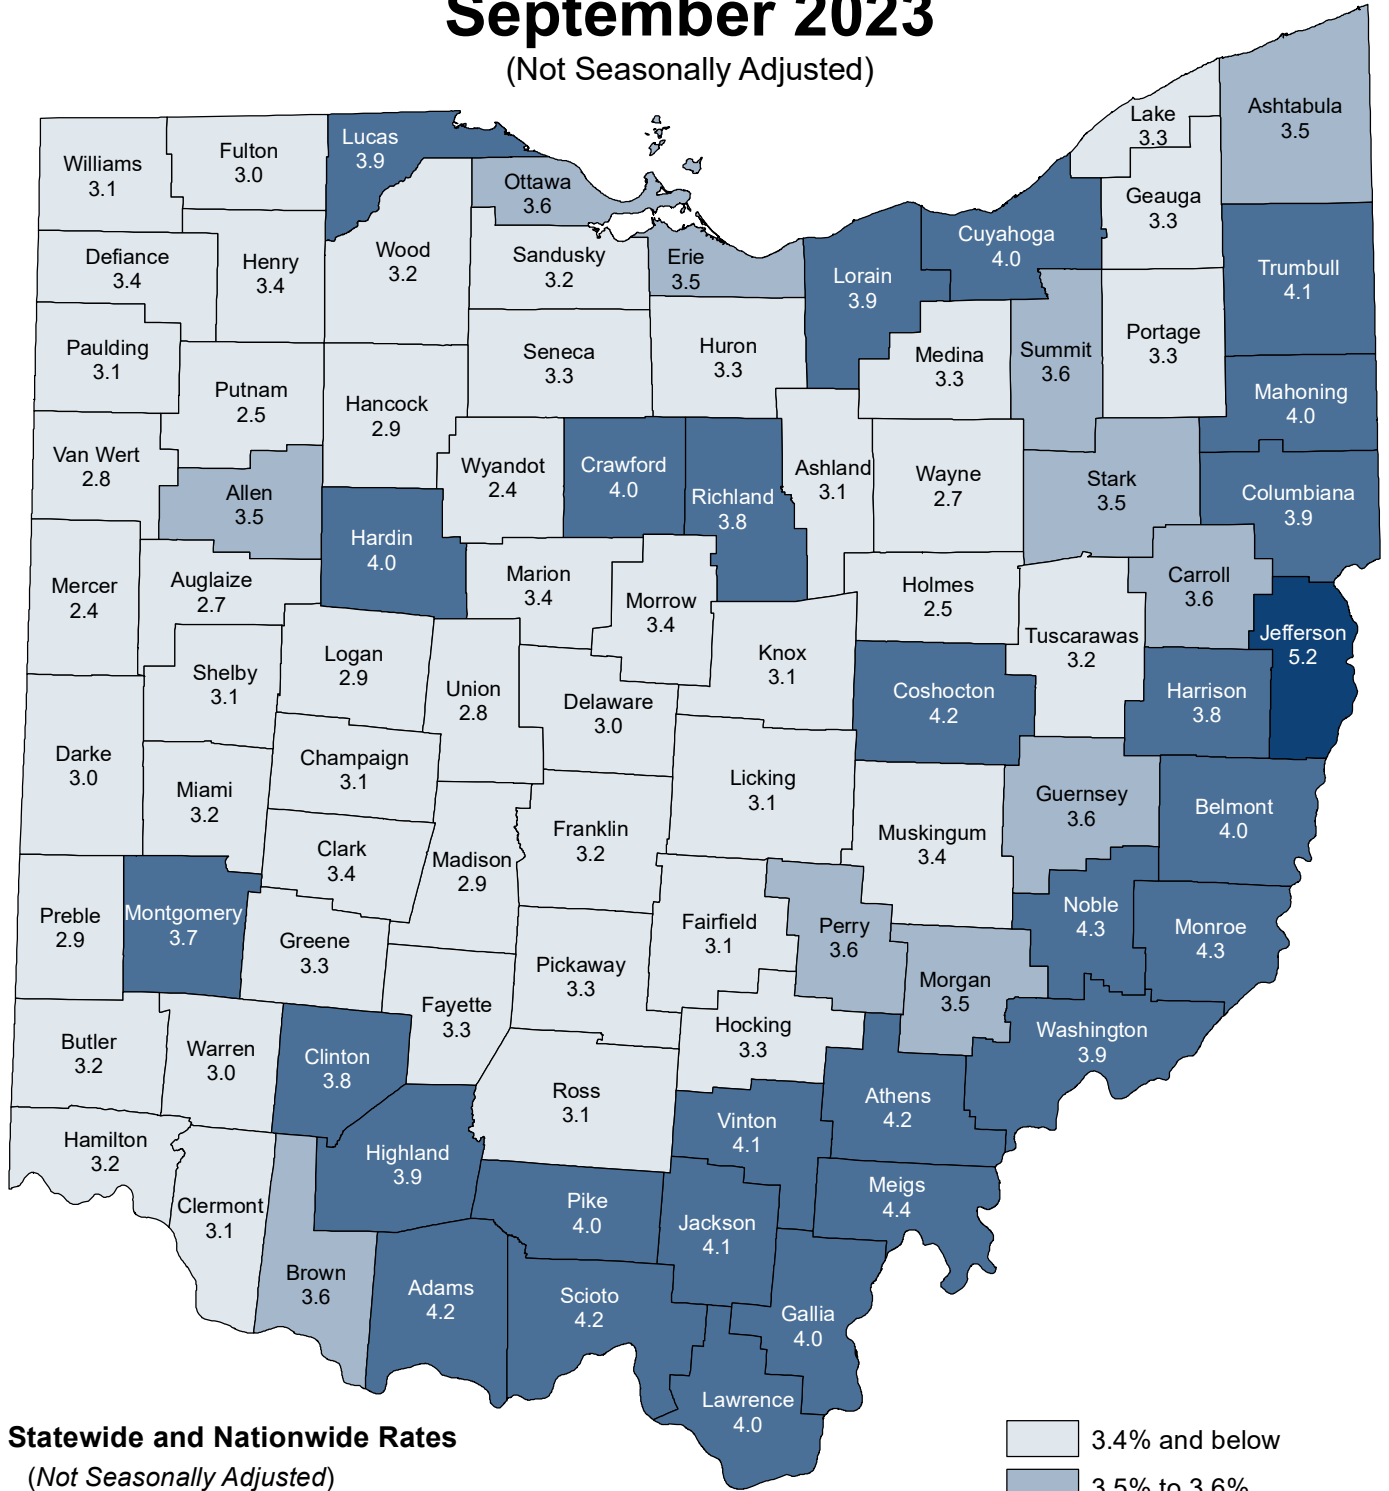 September 2023
(Not Seasonally Adjusted)
Lake
3.3
Ashtabula
3.5
Lucas
3.9
Fulton
3.0
Williams
3.1
Ottawa
3.6
Geauga
3.3
Cuyahoga
4.0
Wood
3.2
Sandusky
3.2
Erie
3.5
Defiance
3.4
Henry
3.4
Lorain
3.9
Trumbull
4.1
Paulding
3.1
Seneca
3.3
Huron
3.3
Medina
3.3
Summit
3.6
Portage
3.3
Putnam
2.5
Hancock
2.9
Mahoning
4.0
Van Wert
2.8
Allen
3.5
Wyandot
2.4
Crawford
4.0
Richland
3.8
Ashland
3.1
Wayne
2.7
Stark
3.5
Columbiana
3.9
Hardin
4.0
Mercer
2.4
Auglaize
2.7
Marion
3.4
Morrow
3.4
Holmes
2.5
Carroll
3.6
Tuscarawas
3.2
Jefferson
5.2
Shelby
3.1
Logan
2.9
Union
2.8
Knox
3.1
Delaware
3.0
Coshocton
4.2
Harrison
3.8
Darke
3.0
Champaign
3.1
Miami
3.2
Licking
3.1
Guernsey
3.6
Belmont
4.0
Clark
3.4
Madison
2.9
Franklin
3.2
Muskingum
3.4
Preble
2.9
Montgomery
3.7
Greene
3.3
Fairfield
3.1
Perry
3.6
Noble
4.3
Monroe
4.3
Pickaway
3.3
Morgan
3.5
Fayette
3.3
Hocking
3.3
Washington
3.9
Butler
3.2
Warren
3.0
Clinton
3.8
Ross
3.1
Athens
4.2
Vinton
4.1
Hamilton
3.2
Highland
3.9
Meigs
4.4
Clermont
3.1
Pike
4.0
Jackson
4.1
Brown
3.6
Adams
4.2
Scioto
4.2
Gallia
4.0
Lawrence
4.0
Statewide and Nationwide Rates
(Not Seasonally Adjusted)
3.4% and below
3.5% to 3.6%